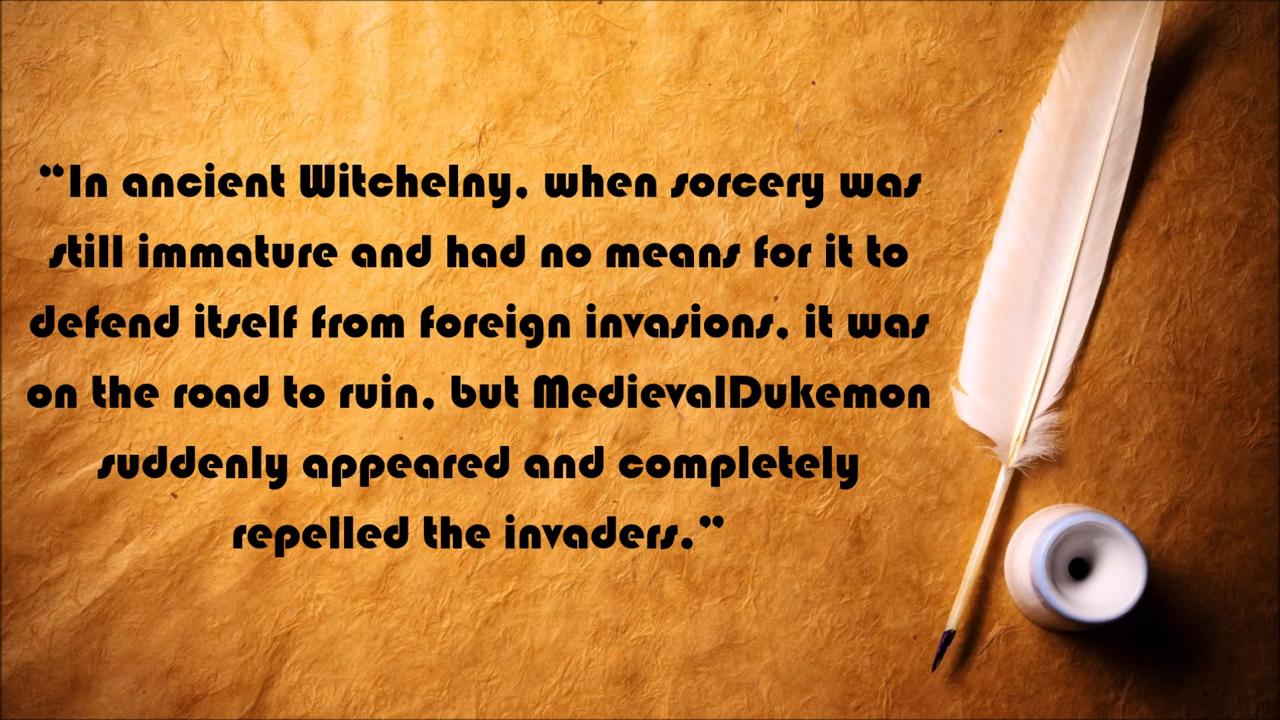 “In ancient Witchelny, when sorcery was
still immature and had no means for it to
defend itself from foreign invasions, it was
on the road to ruin, but MedievalDukemon
suddenly appeared and completely
repelled the invaders.”